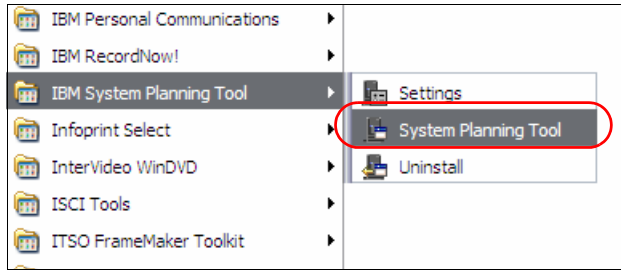 IBM Personal Communications
IBM RecordNow!
IBM System Planning Tool
Settings
Infoprint Select
System Planning Tool
InterVideo WinDVD
Uninstall
ISCI Tools
ITSO FrameMaker Toolkit